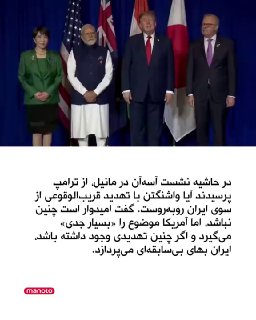 در حاشیه نشست آسه‌آن در مانیل، از ترامپ
پرسیدند آیا واشنگتن با تهدید قریب‌الوقوعی از
سوی ایران روبه‌روست، گفت امیدوار است چنین
نباشد، اما آمریکا موضوع را «بسیار جدی»
می‌گیرد و اگر چنین تهدیدی وجود داشته باشد،
ایران بهای بی‌سابقه‌ای می‌پردازد.
manoto